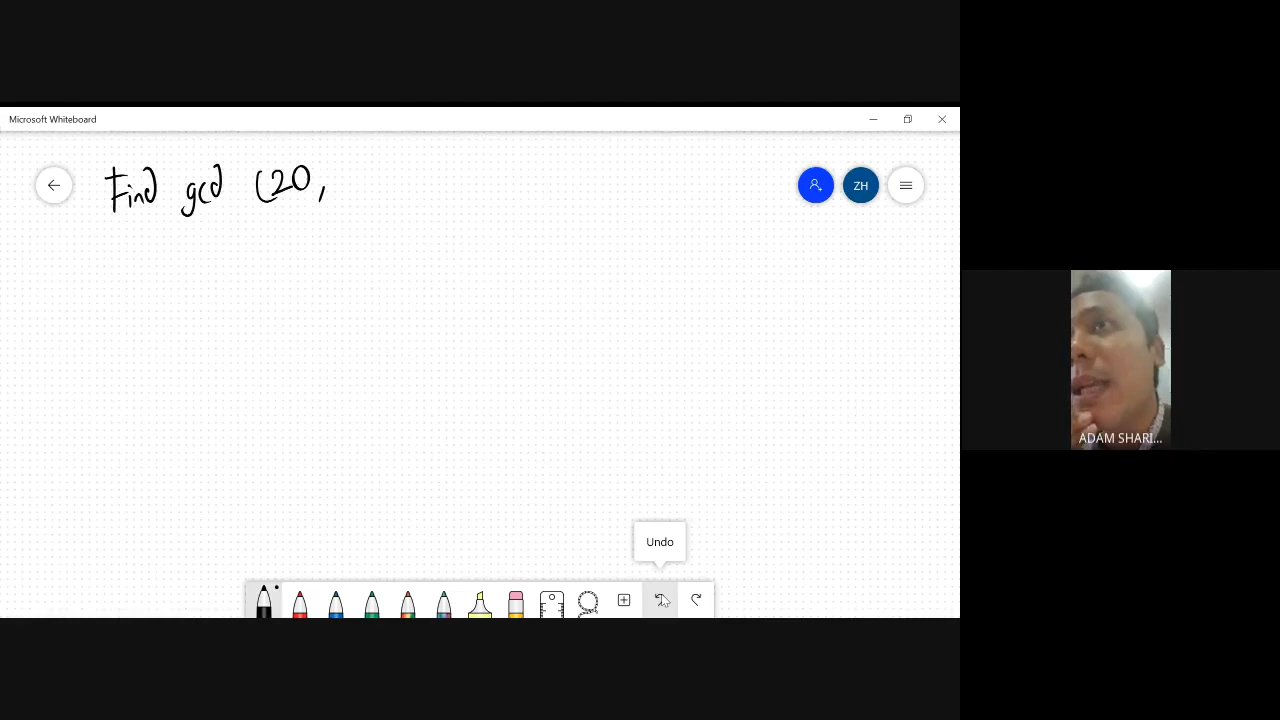 Microsoft Whiteboard
Find gcd (20,
ZH
ADAM SHARI...
Undo